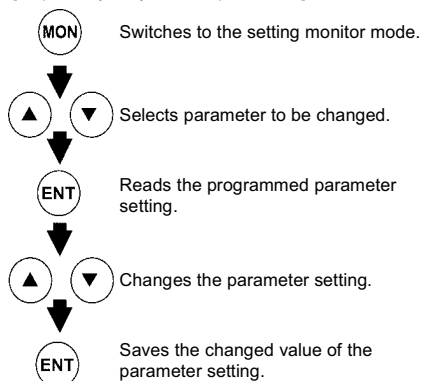 MON Switches to the setting monitor mode.
▲ ▼ Selects parameter to be changed.
ENT Reads the programmed parameter
setting.
▲ ▼ Changes the parameter setting.
ENT Saves the changed value of the
parameter setting.